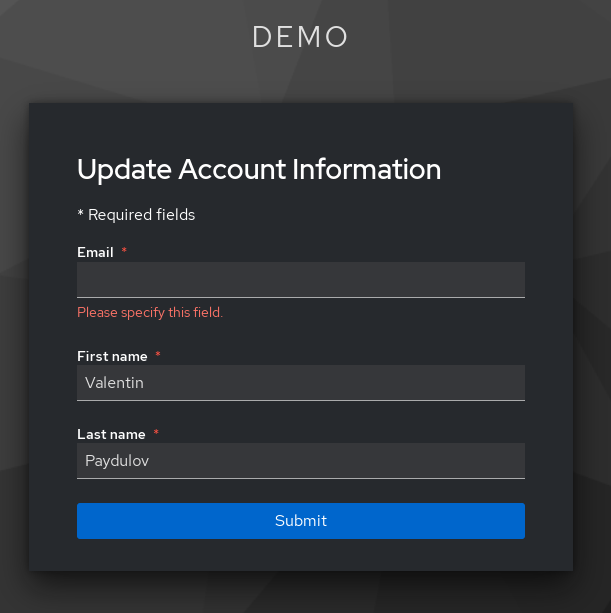 DEMO
Update Account Information
* Required fields
Email *
Please specify this field.
First name *
Valentin
Last name *
Paydulov
Submit